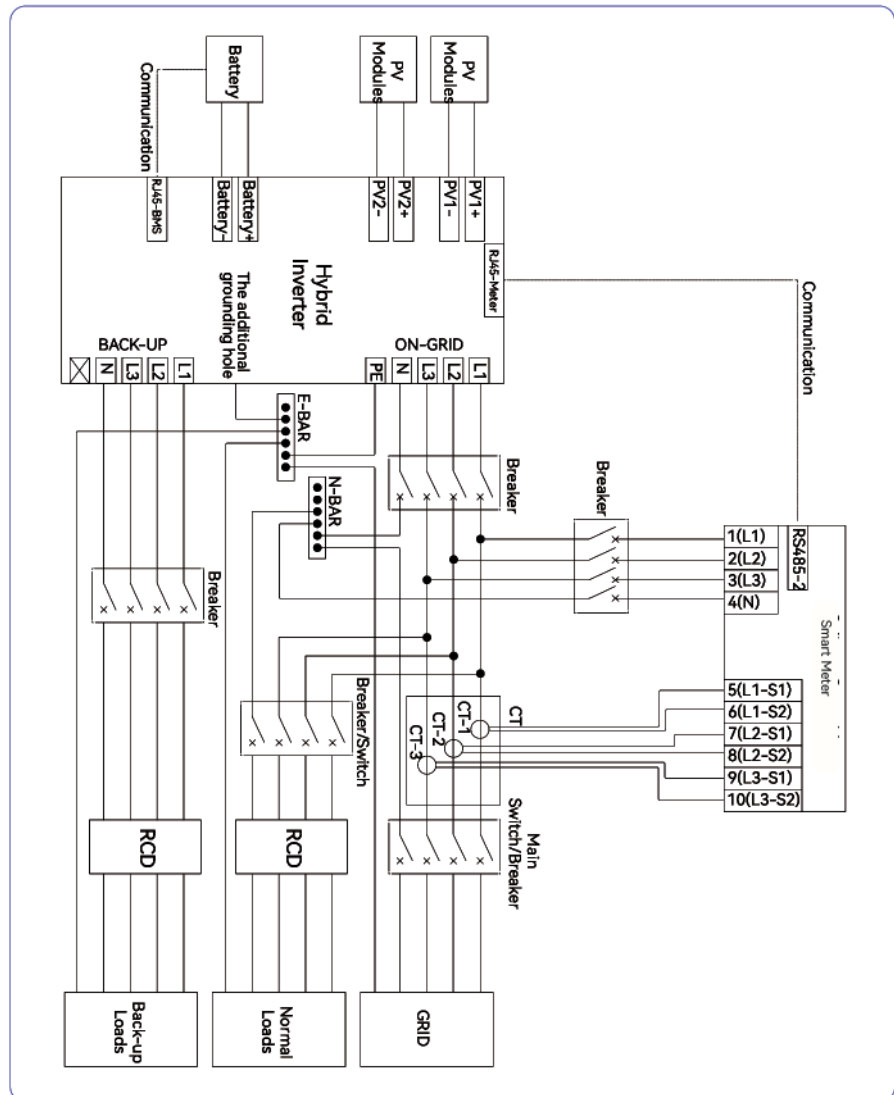 Battery
Communication
PV
Modules
PV
Modules
RJ45-BMS
Battery-
Battery+
PV2-
PV2+
PV1-
PV1+
RJ45-Meter
Communication
Hybrid
Inverter
The additional
grounding hole
BACK-UP
ON-GRID
N
L3
L2
L1
PE
N
L3
L2
L1
E-BAR
N-BAR
Breaker
Breaker
RS485-2
1(L1)
2(L2)
3(L3)
4(N)
Smart Meter
5(L1-S1)
6(L1-S2)
7(L2-S1)
8(L2-S2)
9(L3-S1)
10(L3-S2)
Breaker
Breaker/Switch
CT
CT-1
CT-2
CT-3
Main
Switch/Breaker
RCD
RCD
Back-up
Loads
Normal
Loads
GRID